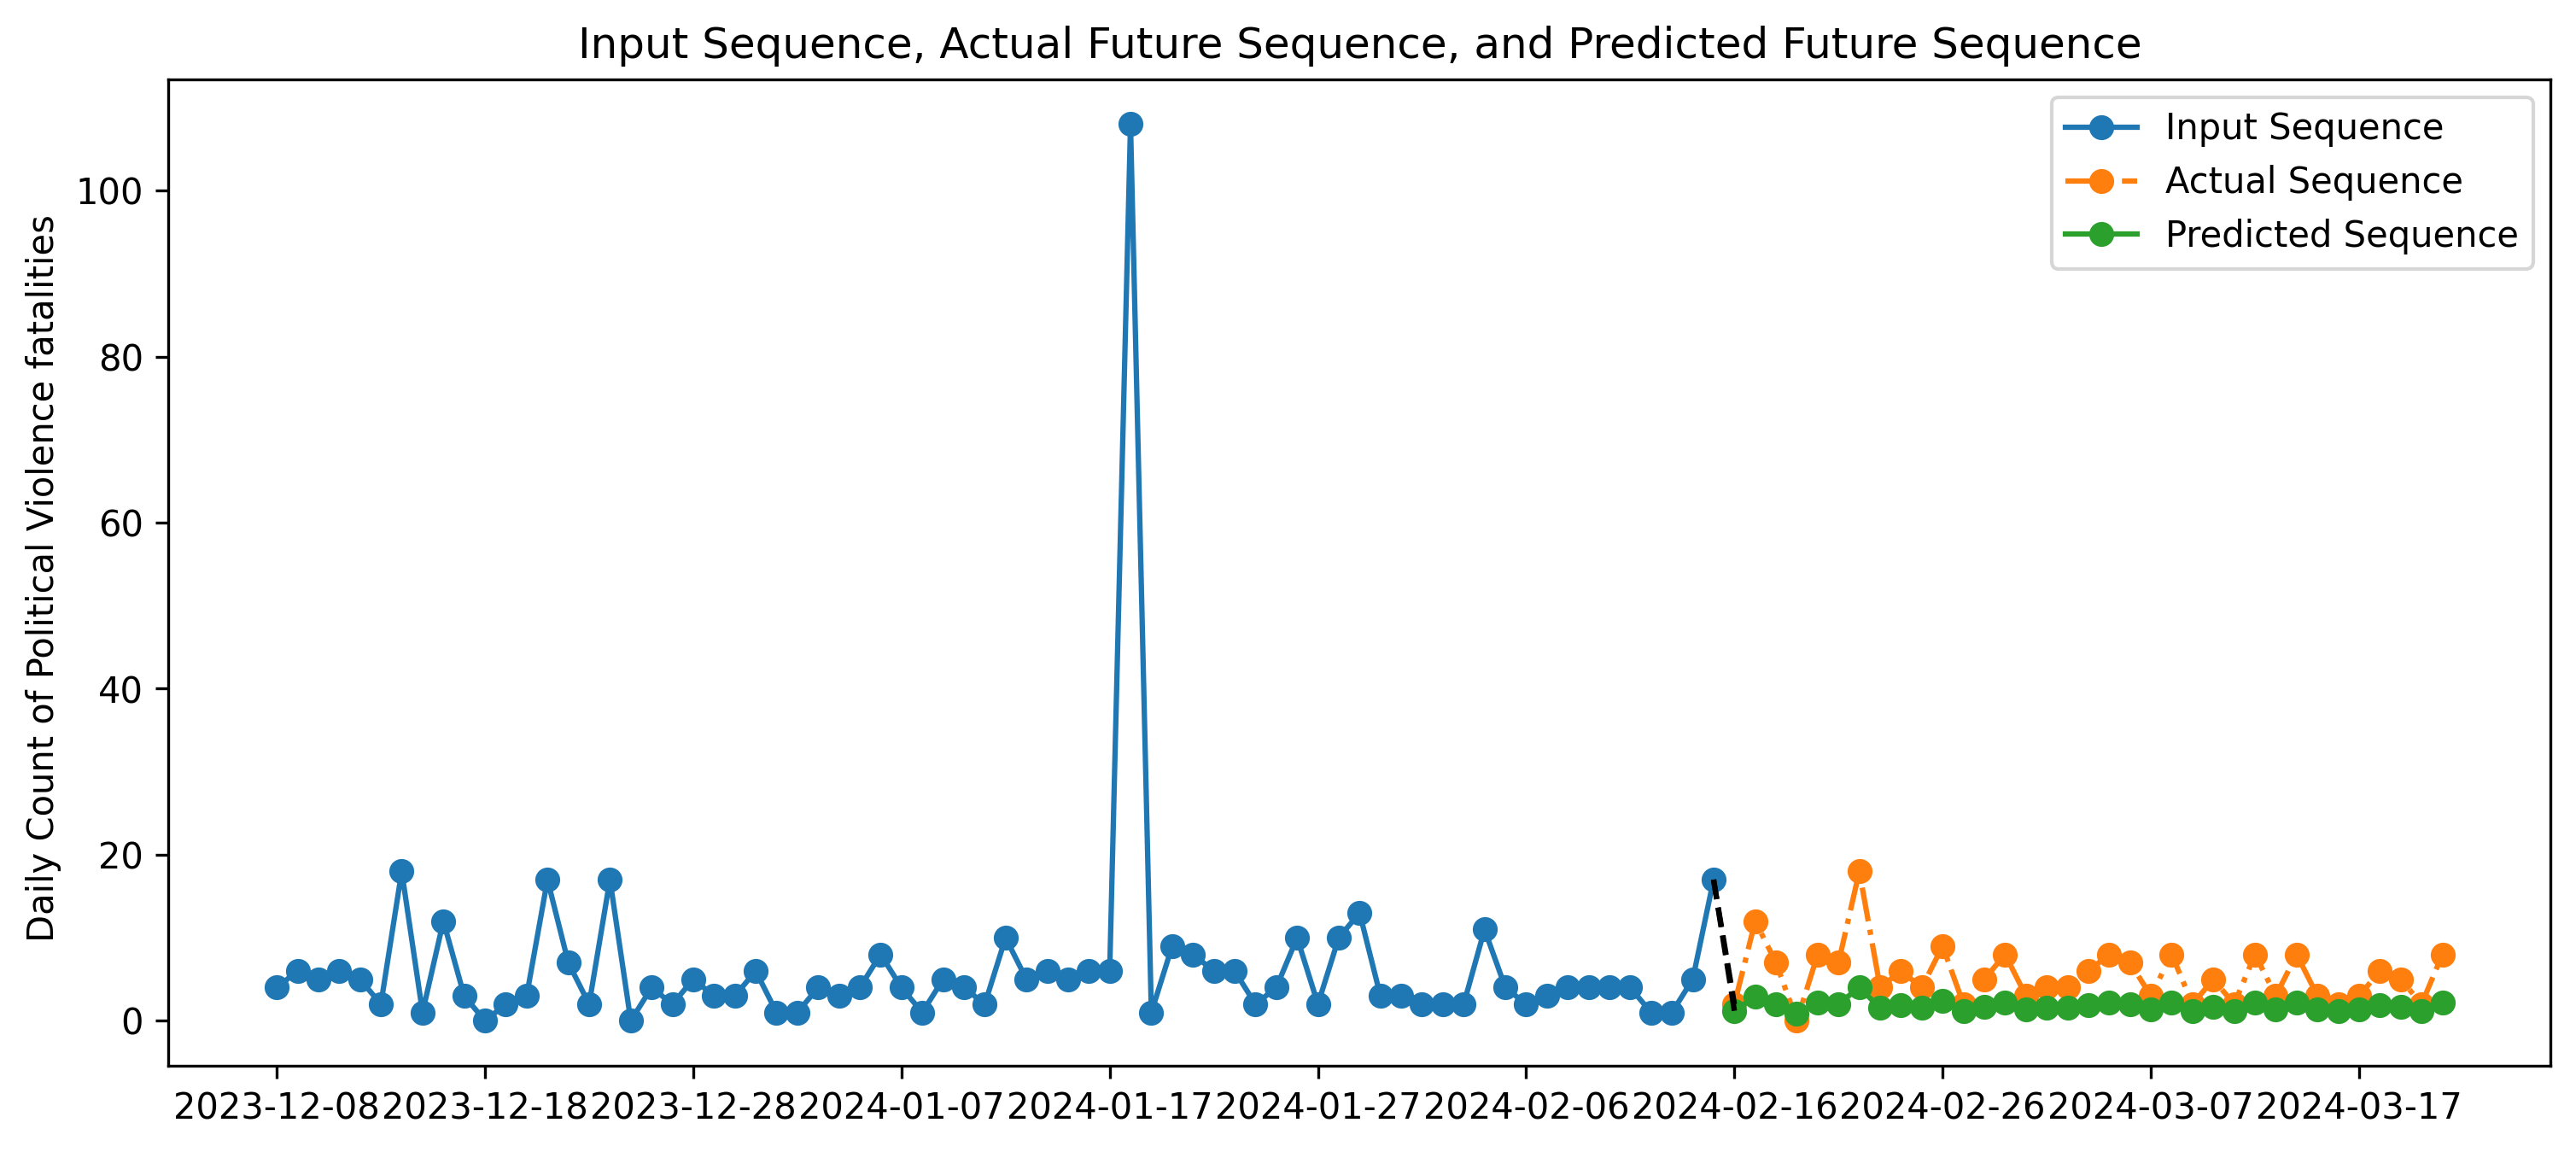 Input Sequence, Actual Future Sequence, and Predicted Future Sequence
Daily Count of Political Violence fatalities
100
80
60
40
20
0
Input Sequence
Actual Sequence
Predicted Sequence
2023-12-08 2023-12-18 2023-12-28 2024-01-07 2024-01-17 2024-01-27 2024-02-06 2024-02-16 2024-02-26 2024-03-07 2024-03-17